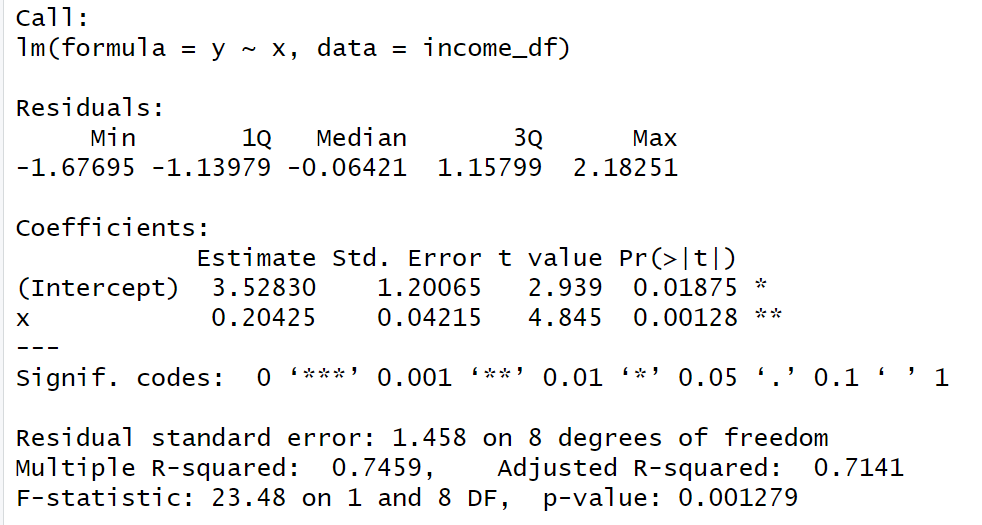 Call:
lm(formula = y ~ x, data = income_df)
Residuals:
     Min       1Q   Median       3Q      Max
-1.67695 -1.13979 -0.06421  1.15799  2.18251
Coefficients:
            Estimate Std. Error t value Pr(>|t|)
(Intercept)  3.52830    1.20065   2.939  0.01875 *
x            0.20425    0.04215   4.845  0.00128 **
---
Signif. codes:  0 ‘***’ 0.001 ‘**’ 0.01 ‘*’ 0.05 ‘.’ 0.1 ‘ ’ 1
Residual standard error: 1.458 on 8 degrees of freedom
Multiple R-squared:  0.7459,    Adjusted R-squared:  0.7141
F-statistic: 23.48 on 1 and 8 DF,  p-value: 0.001279